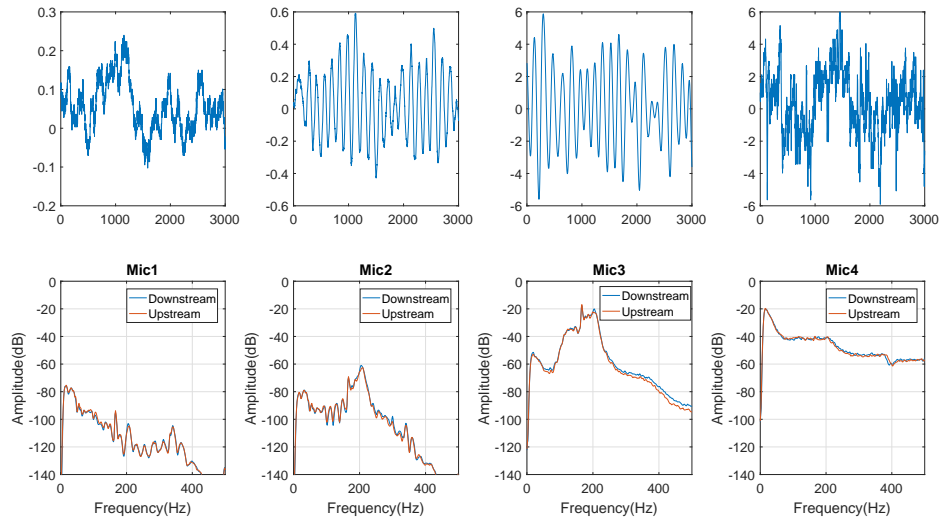 0.3
0.2
0.1
0
-0.1
-0.2
0 1000 2000 3000
0.6
0.4
0.2
0
-0.2
-0.4
-0.6
0 1000 2000 3000
6
4
2
0
-2
-4
-6
0 1000 2000 3000
6
4
2
0
-2
-4
-6
0 1000 2000 3000
Mic1
Downstream
Upstream
Amplitude(dB)
0
-20
-40
-60
-80
-100
-120
-140
0 200 400
Frequency(Hz)
Mic2
Downstream
Upstream
Amplitude(dB)
0
-20
-40
-60
-80
-100
-120
-140
0 200 400
Frequency(Hz)
Mic3
Downstream
Upstream
Amplitude(dB)
0
-20
-40
-60
-80
-100
-120
-140
0 200 400
Frequency(Hz)
Mic4
Downstream
Upstream
Amplitude(dB)
0
-20
-40
-60
-80
-100
-120
-140
0 200 400
Frequency(Hz)